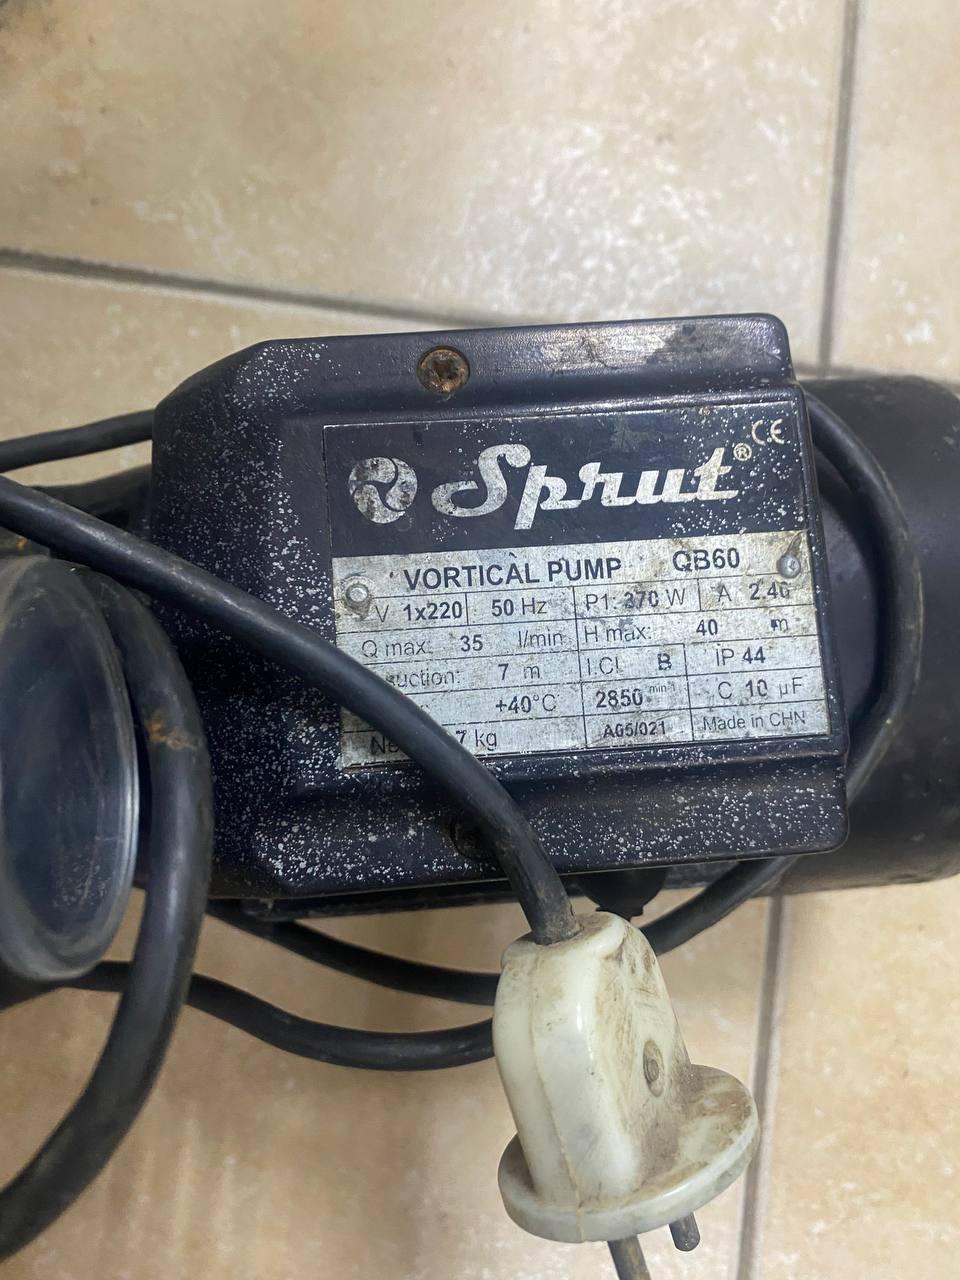 CE
Sprut®
VORTICAL PUMP QB60
V 1x220 50 Hz P1: 370 W A 2.40
Q max: 35 l/min H max: 40 m
suction: 7 m I.Cl. B IP 44
+40°C 2850 min-1 C 10 µF
7 kg A05/021 Made in CHN